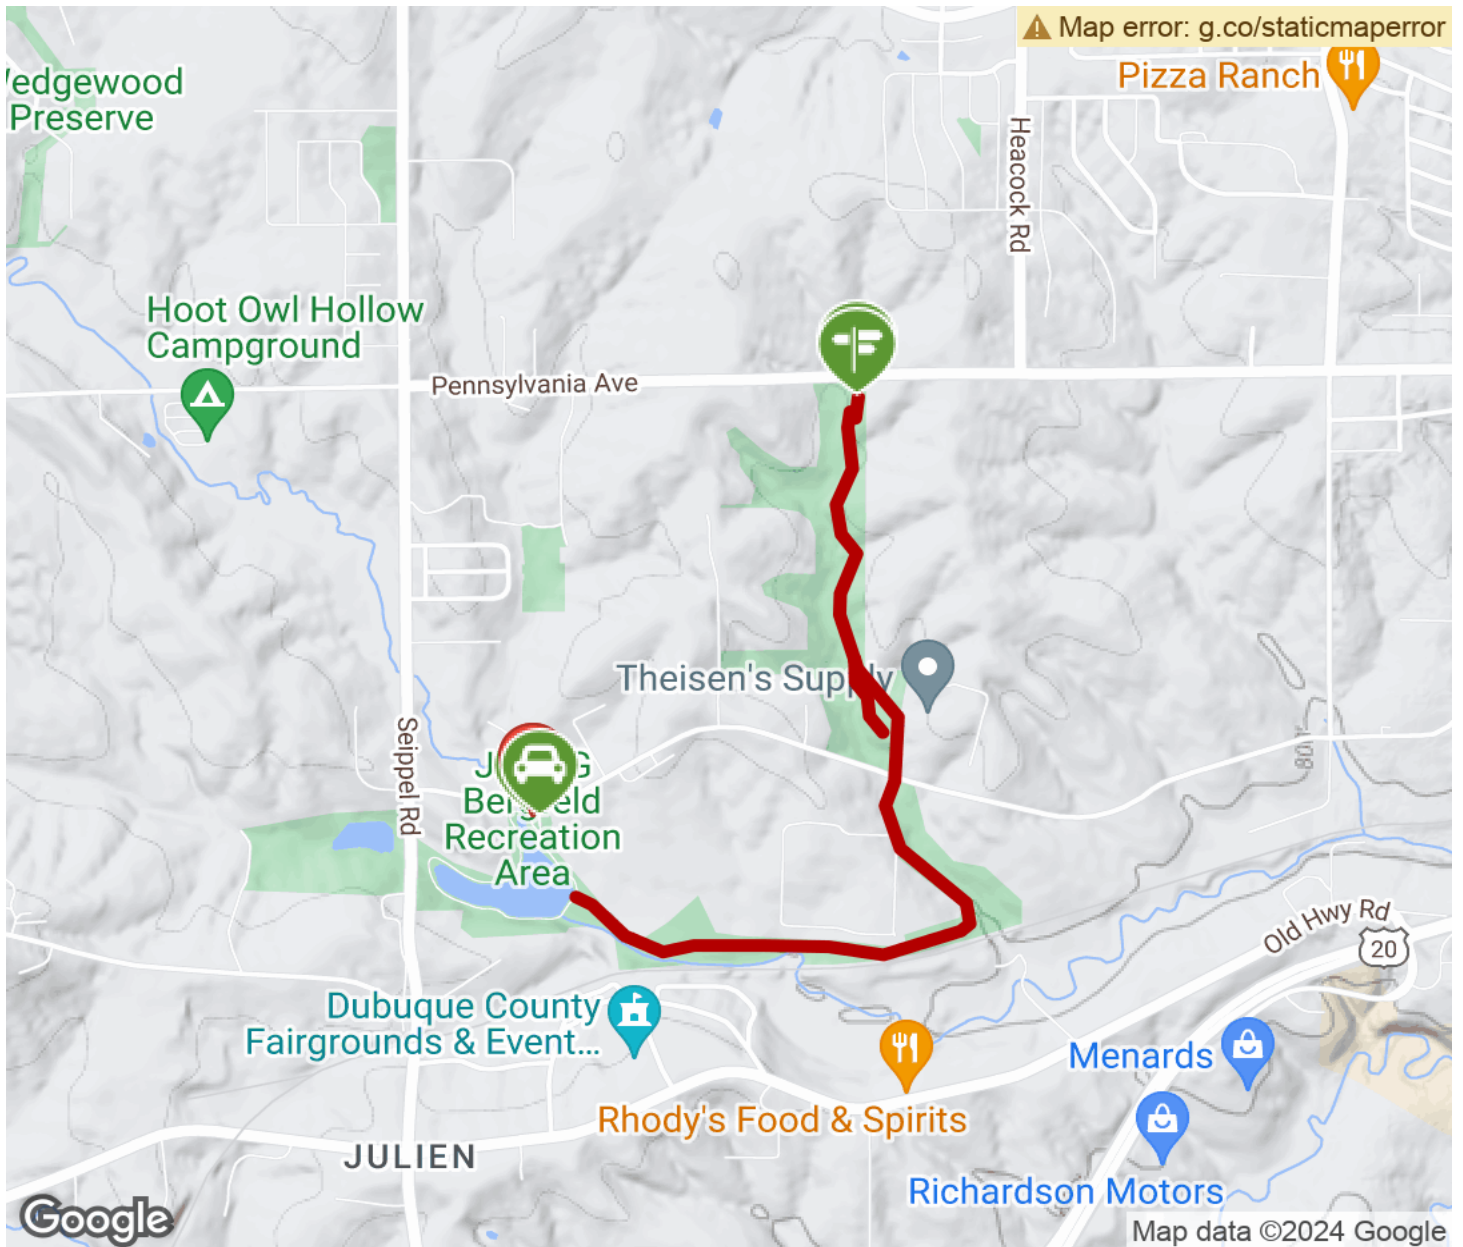 Map error: g.co/staticmaperror
Pizza Ranch
edgewood
Preserve
Heacock Rd
Hoot Owl Hollow
Campground
Pennsylvania Ave
Theisen's Supply
Seippel Rd
Recreation
Area
Old Hwy Rd
20
Dubuque County
Fairgrounds & Event...
Menards
Rhody's Food & Spirits
JULIEN
Richardson Motors
Google
Map data ©2024 Google